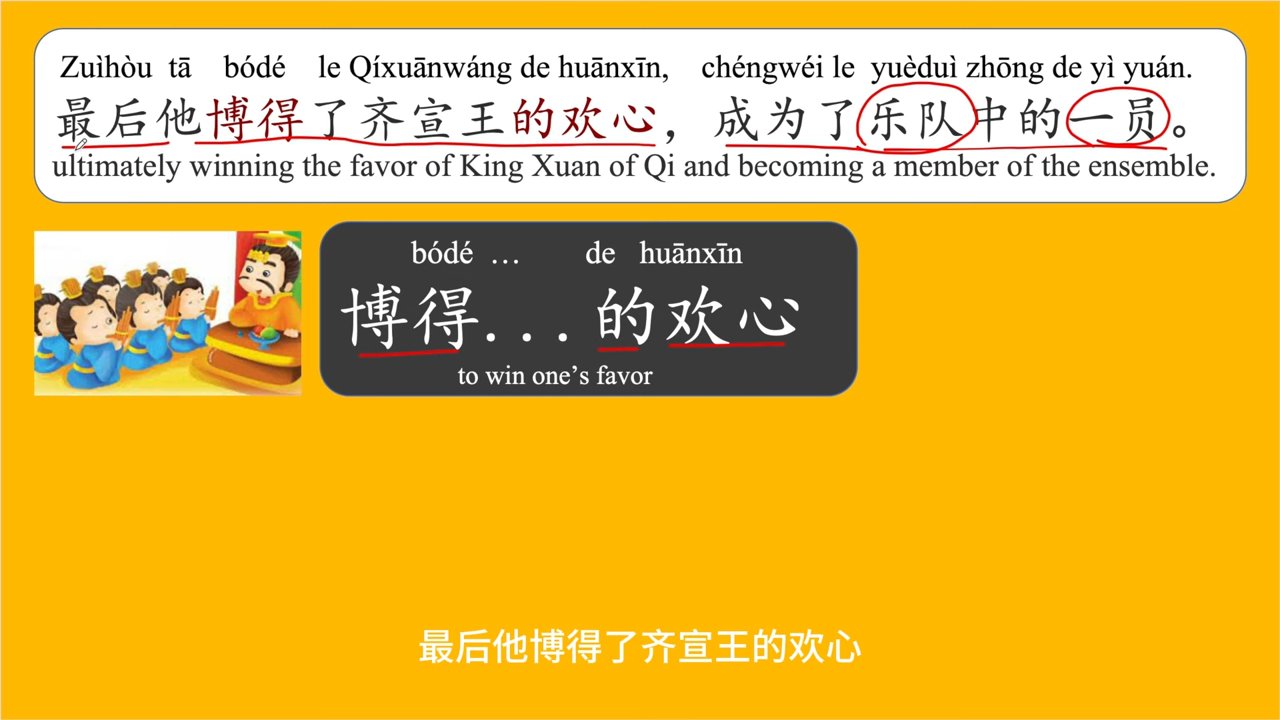 Zuìhòu tā bódé le Qíxuānwáng de huānxīn, chéngwéi le yuèduì zhōng de yì yuán.
最后他博得了齐宣王的欢心，成为了乐队中的一员。
ultimately winning the favor of King Xuan of Qi and becoming a member of the ensemble.
bódé … de huānxīn
博得...的欢心
to win one’s favor
最后他博得了齐宣王的欢心